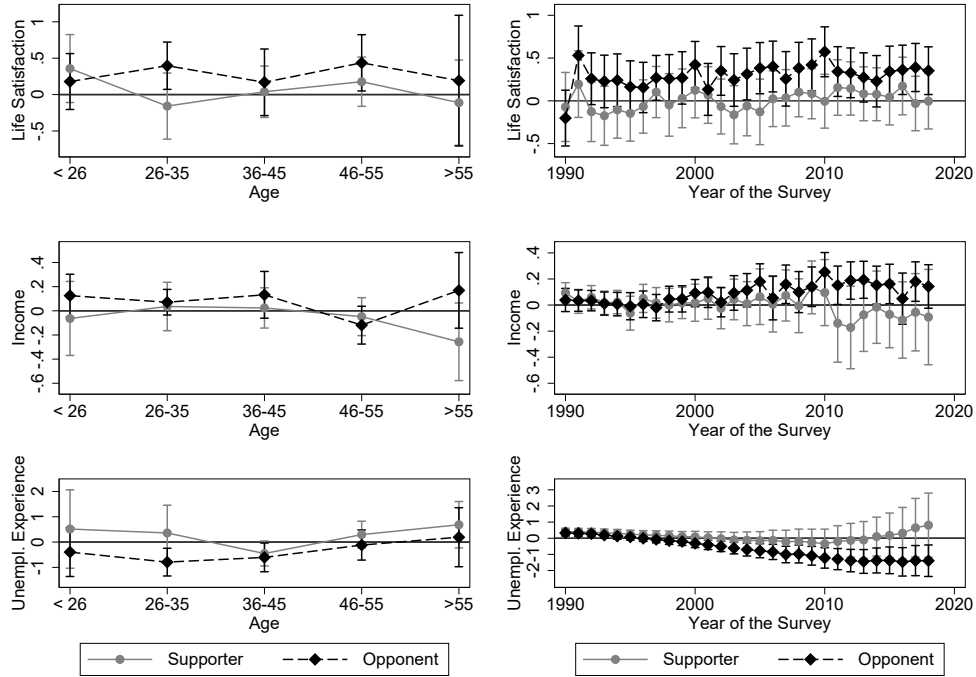 Life Satisfaction
1
.5
0
-.5
< 26 26-35 36-45 46-55 >55
Age
Life Satisfaction
1
.5
0
-.5
1990 2000 2010 2020
Year of the Survey
Income
.4
.2
0
-.2
-.4
-.6
< 26 26-35 36-45 46-55 >55
Age
Income
.4
.2
0
-.2
-.4
-.6
1990 2000 2010 2020
Year of the Survey
Unempl. Experience
2
1
0
-1
< 26 26-35 36-45 46-55 >55
Age
Unempl. Experience
3
2
1
0
-1
-2
1990 2000 2010 2020
Year of the Survey
Supporter Opponent
Supporter Opponent